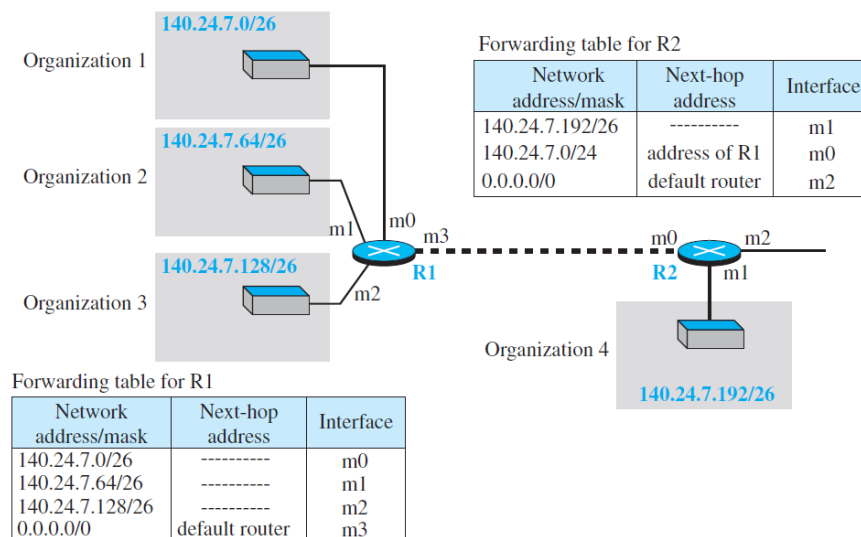 140.24.7.0/26
Organization 1
140.24.7.64/26
Organization 2
140.24.7.128/26
Organization 3
m0
m1
m2
m3
R1
Forwarding table for R2
Network address/mask Next-hop address Interface
140.24.7.192/26 ---------- m1
140.24.7.0/24 address of R1 m0
0.0.0.0/0 default router m2
m0
m2
R2
m1
Organization 4
140.24.7.192/26
Forwarding table for R1
Network address/mask Next-hop address Interface
140.24.7.0/26 ---------- m0
140.24.7.64/26 ---------- m1
140.24.7.128/26 ---------- m2
0.0.0.0/0 default router m3